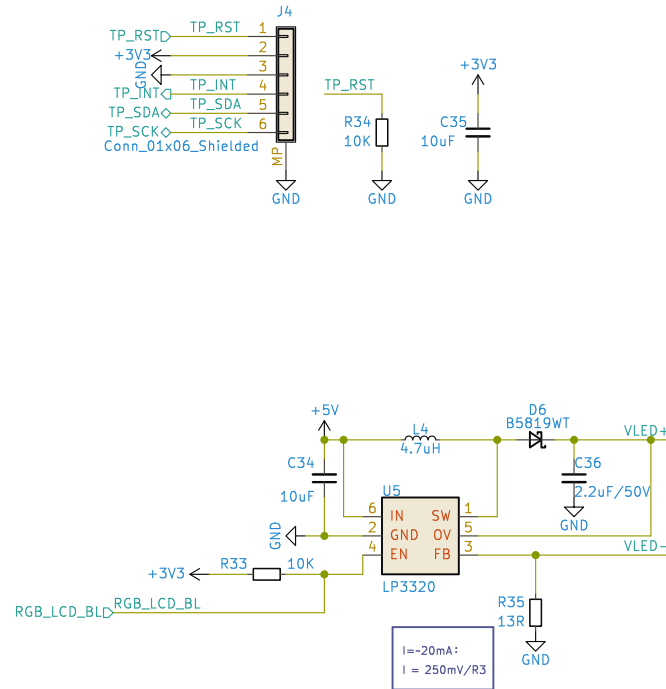 J4
TP_RST TP_RST 1
+3V3 2
GND 3
TP_INT TP_INT 4
TP_SDA TP_SDA 5
TP_SCK TP_SCK 6
Conn_01x06_Shielded
MP
GND
TP_RST
R34
10K
GND
+3V3
C35
10uF
GND
+5V
L4
4.7uH
D6
B5819WT
VLED+
C34
10uF
C36
2.2uF/50V
GND
U5
6 IN SW 1
2 GND OV 5
4 EN FB 3
LP3320
GND
VLED-
+3V3
R33 10K
RGB_LCD_BL RGB_LCD_BL
R35
13R
GND
I=~20mA:
I = 250mV/R3